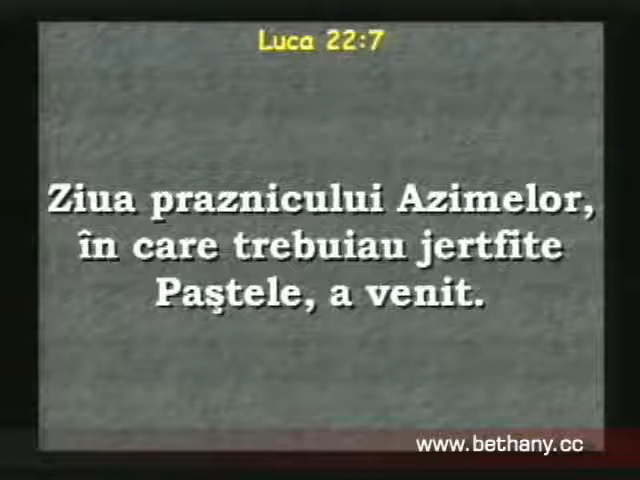 Luca 22:7
Ziua praznicului Azimelor,
în care trebuiau jertfite
Paştele, a venit.
www.bethany.cc